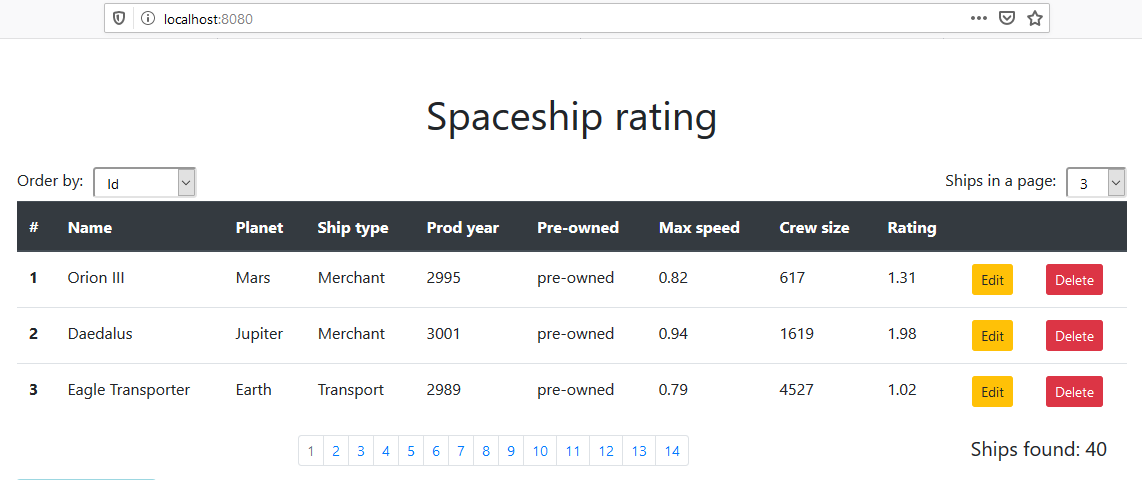 localhost:8080
Spaceship rating
Order by: Id Ships in a page: 3
# Name Planet Ship type Prod year Pre-owned Max speed Crew size Rating
1 Orion III Mars Merchant 2995 pre-owned 0.82 617 1.31 Edit Delete
2 Daedalus Jupiter Merchant 3001 pre-owned 0.94 1619 1.98 Edit Delete
3 Eagle Transporter Earth Transport 2989 pre-owned 0.79 4527 1.02 Edit Delete
1 2 3 4 5 6 7 8 9 10 11 12 13 14 Ships found: 40